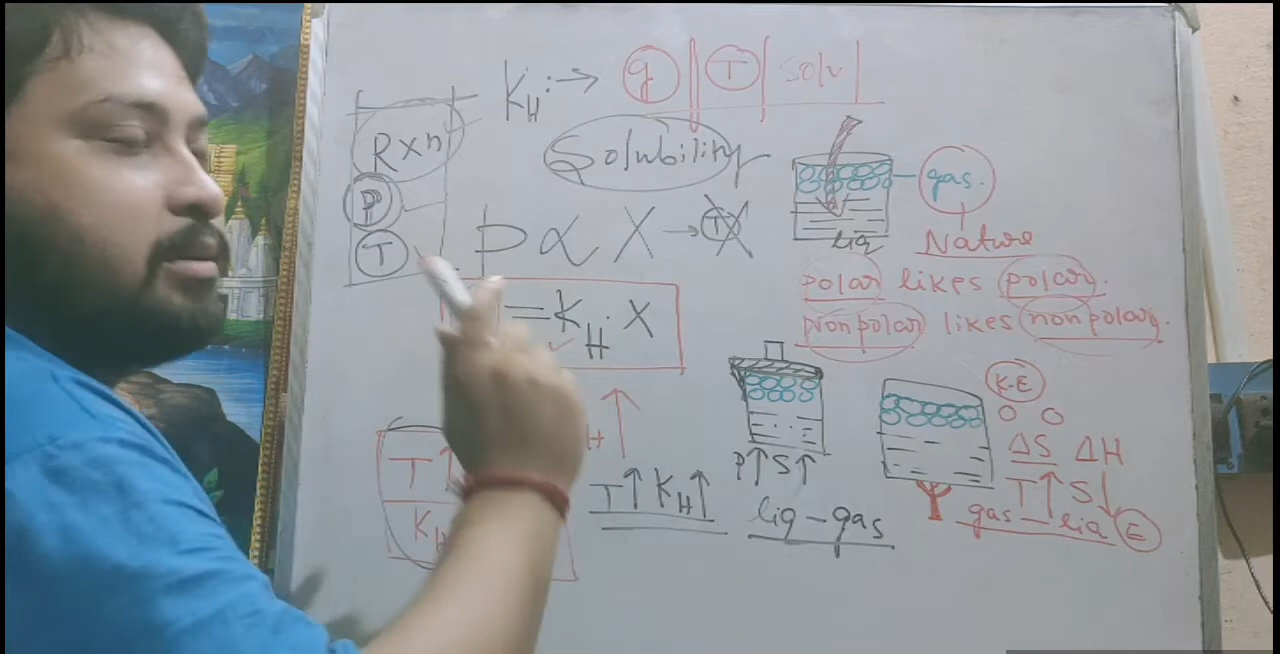 K_H :→ g | T | solv
Rxn
P
T
Solubility
p ∝ X → T
= K_H · X
gas.
liq
Nature
polar likes polar.
Nonpolar likes nonpolar.
K.E
ΔS ΔH
T↑ S↓
gas — liq E
P↑ S↑
liq – gas
T↑ K_H↑
T ↑
K_H